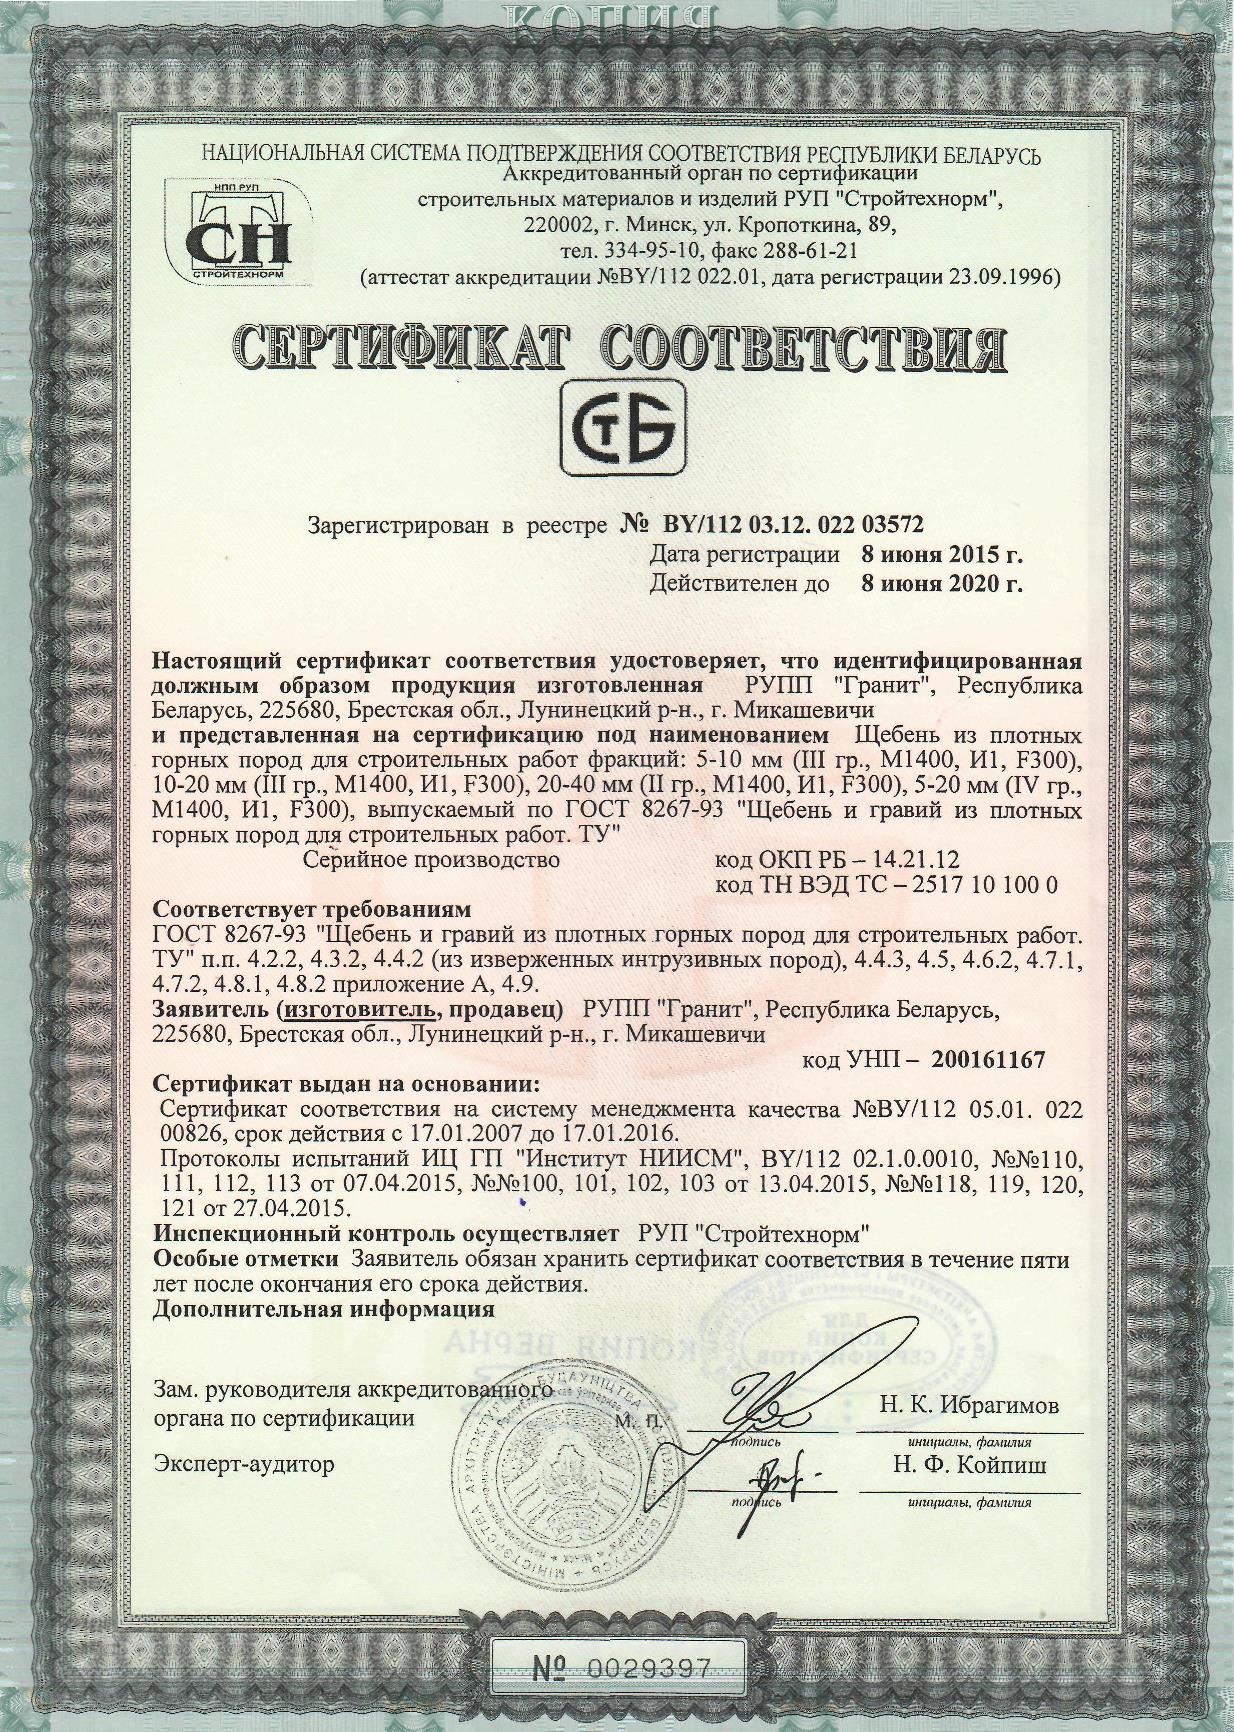 КОПИЯ
НАЦИОНАЛЬНАЯ СИСТЕМА ПОДТВЕРЖДЕНИЯ СООТВЕТСТВИЯ РЕСПУБЛИКИ БЕЛАРУСЬ
Аккредитованный орган по сертификации
строительных материалов и изделий РУП "Стройтехнорм",
220002, г. Минск, ул. Кропоткина, 89,
тел. 334-95-10, факс 288-61-21
(аттестат аккредитации №BY/112 022.01, дата регистрации 23.09.1996)
НПП РУП
СТН
СТРОЙТЕХНОРМ
СЕРТИФИКАТ СООТВЕТСТВИЯ
СТБ
Зарегистрирован в реестре № BY/112 03.12. 022 03572
Дата регистрации 8 июня 2015 г.
Действителен до 8 июня 2020 г.
Настоящий сертификат соответствия удостоверяет, что идентифицированная
должным образом продукция изготовленная РУПП "Гранит", Республика
Беларусь, 225680, Брестская обл., Лунинецкий р-н., г. Микашевичи
и представленная на сертификацию под наименованием Щебень из плотных
горных пород для строительных работ фракций: 5-10 мм (III гр., М1400, И1, F300),
10-20 мм (III гр., М1400, И1, F300), 20-40 мм (II гр., М1400, И1, F300), 5-20 мм (IV гр.,
М1400, И1, F300), выпускаемый по ГОСТ 8267-93 "Щебень и гравий из плотных
горных пород для строительных работ. ТУ"
Серийное производство код ОКП РБ – 14.21.12
код ТН ВЭД ТС – 2517 10 100 0
Соответствует требованиям
ГОСТ 8267-93 "Щебень и гравий из плотных горных пород для строительных работ.
ТУ" п.п. 4.2.2, 4.3.2, 4.4.2 (из изверженных интрузивных пород), 4.4.3, 4.5, 4.6.2, 4.7.1,
4.7.2, 4.8.1, 4.8.2 приложение А, 4.9.
Заявитель (изготовитель, продавец) РУПП "Гранит", Республика Беларусь,
225680, Брестская обл., Лунинецкий р-н., г. Микашевичи
код УНП – 200161167
Сертификат выдан на основании:
Сертификат соответствия на систему менеджмента качества №ВУ/112 05.01. 022
00826, срок действия с 17.01.2007 до 17.01.2016.
Протоколы испытаний ИЦ ГП "Институт НИИСМ", BY/112 02.1.0.0010, №№110,
111, 112, 113 от 07.04.2015, №№100, 101, 102, 103 от 13.04.2015, №№118, 119, 120,
121 от 27.04.2015.
Инспекционный контроль осуществляет РУП "Стройтехнорм"
Особые отметки Заявитель обязан хранить сертификат соответствия в течение пяти
лет после окончания его срока действия.
Дополнительная информация
КОПИЯ ВЕРНА
ДЛЯ
КОПИЙ
СЕРТИФИКАТОВ
Зам. руководителя аккредитованного
органа по сертификации
М. П.
подпись
Н. К. Ибрагимов
инициалы, фамилия
Эксперт-аудитор
подпись
Н. Ф. Койпиш
инициалы, фамилия
№ 0029397